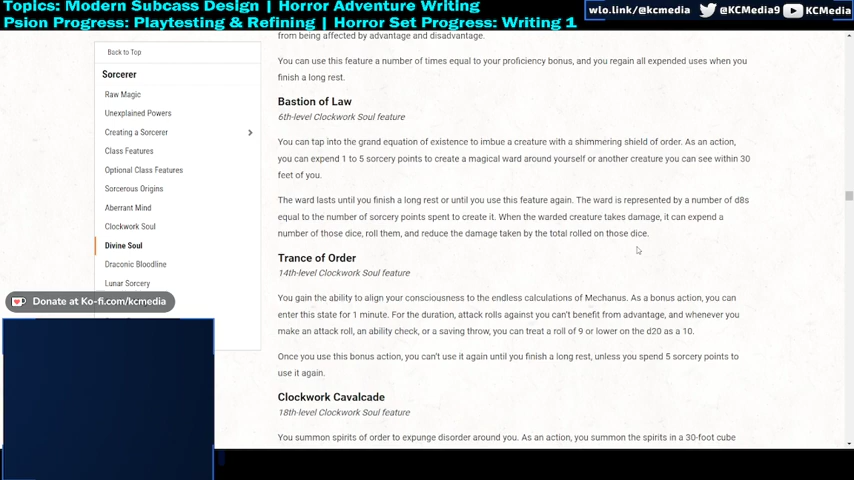 Topics: Modern Subcass Design | Horror Adventure Writing
Psion Progress: Playtesting & Refining | Horror Set Progress: Writing 1
wlo.link/@kcmedia @KCMedia9 KCMedia
Back to Top
Sorcerer
Raw Magic
Unexplained Powers
Creating a Sorcerer
Class Features
Optional Class Features
Sorcerous Origins
Aberrant Mind
Clockwork Soul
Divine Soul
Draconic Bloodline
Lunar Sorcery
Donate at Ko-fi.com/kcmedia
from being affected by advantage and disadvantage.
You can use this feature a number of times equal to your proficiency bonus, and you regain all expended uses when you
finish a long rest.
Bastion of Law
6th-level Clockwork Soul feature
You can tap into the grand equation of existence to imbue a creature with a shimmering shield of order. As an action,
you can expend 1 to 5 sorcery points to create a magical ward around yourself or another creature you can see within 30
feet of you.
The ward lasts until you finish a long rest or until you use this feature again. The ward is represented by a number of d8s
equal to the number of sorcery points spent to create it. When the warded creature takes damage, it can expend a
number of those dice, roll them, and reduce the damage taken by the total rolled on those dice.
Trance of Order
14th-level Clockwork Soul feature
You gain the ability to align your consciousness to the endless calculations of Mechanus. As a bonus action, you can
enter this state for 1 minute. For the duration, attack rolls against you can't benefit from advantage, and whenever you
make an attack roll, an ability check, or a saving throw, you can treat a roll of 9 or lower on the d20 as a 10.
Once you use this bonus action, you can't use it again until you finish a long rest, unless you spend 5 sorcery points to
use it again.
Clockwork Cavalcade
18th-level Clockwork Soul feature
You summon spirits of order to expunge disorder around you. As an action, you summon the spirits in a 30-foot cube